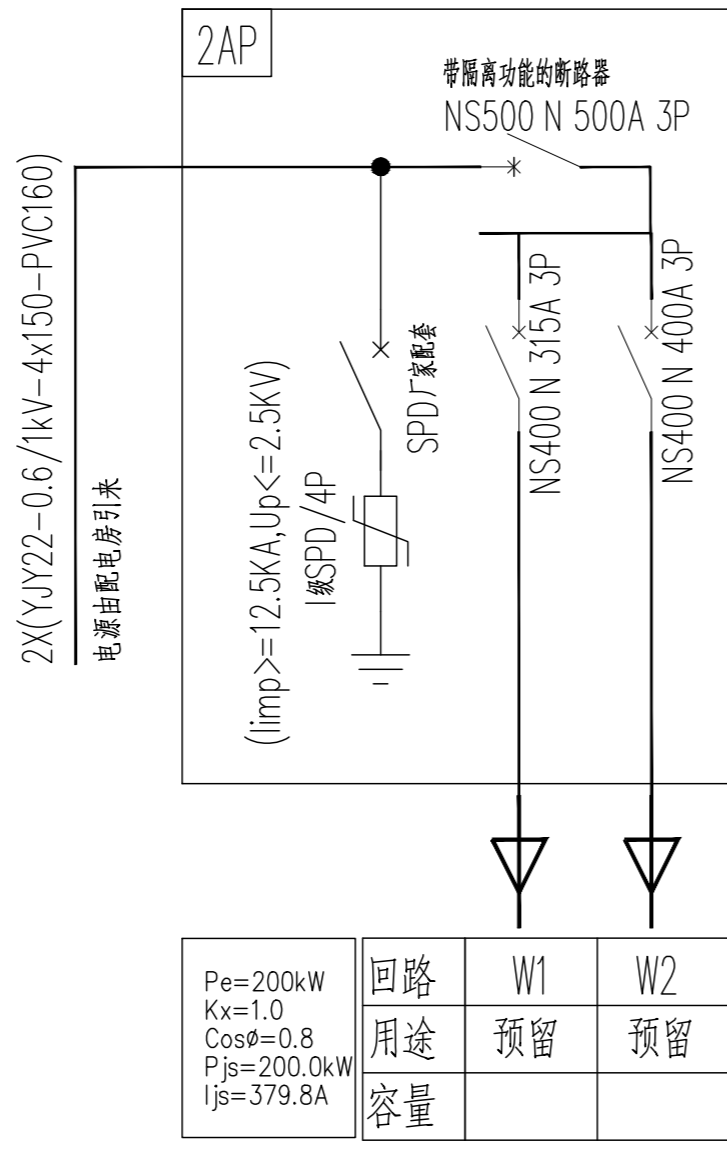 2AP
带隔离功能的断路器
NS500 N 500A 3P
2X(YJY22-0.6/1kV-4x150-PVC160)
电源由配电房引来
(Iimp>=12.5KA,Up<=2.5KV)
I级SPD/4P
SPD厂家配套
NS400 N 315A 3P
NS400 N 400A 3P
Pe=200kW
Kx=1.0
CosØ=0.8
Pjs=200.0kW
Ijs=379.8A
回路 W1 W2
用途 预留 预留
容量